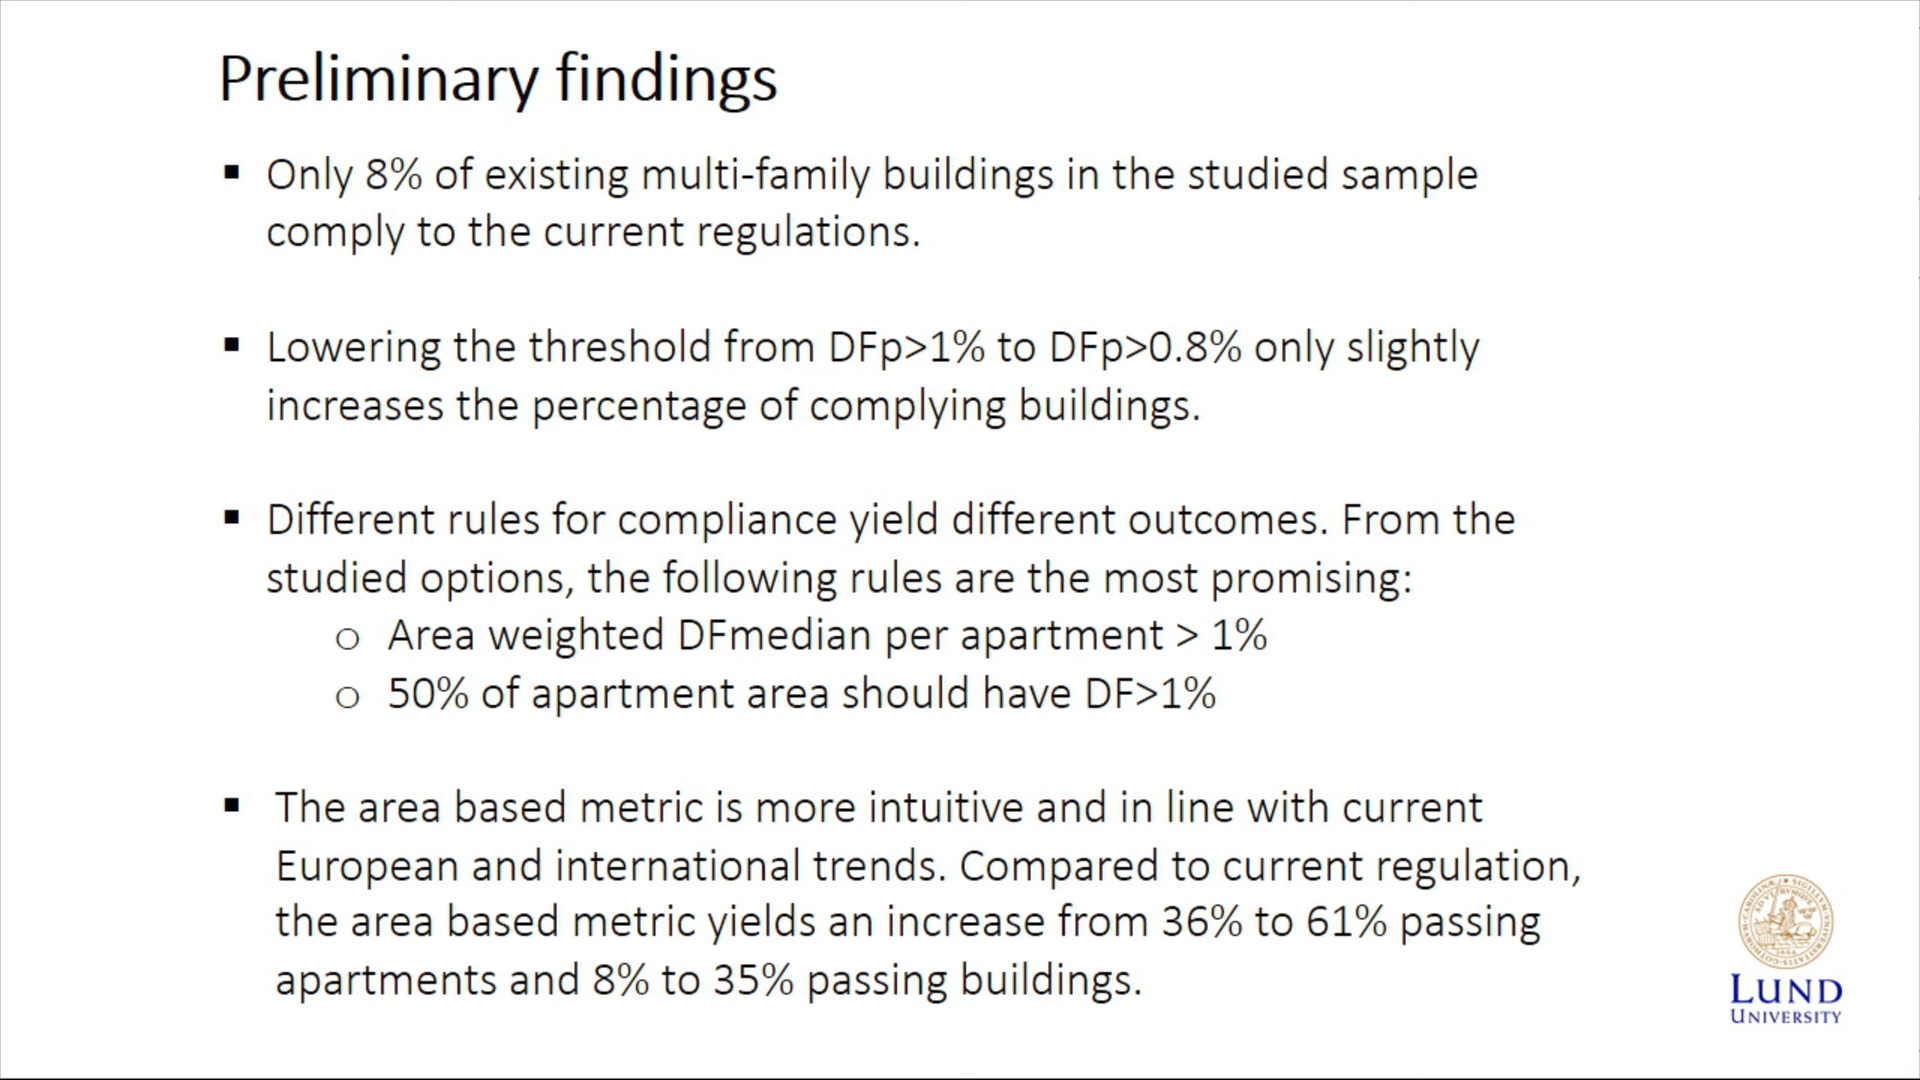 Preliminary findings
▪ Only 8% of existing multi-family buildings in the studied sample
comply to the current regulations.
▪ Lowering the threshold from DFp>1% to DFp>0.8% only slightly
increases the percentage of complying buildings.
▪ Different rules for compliance yield different outcomes. From the
studied options, the following rules are the most promising:
o Area weighted DFmedian per apartment > 1%
o 50% of apartment area should have DF>1%
▪ The area based metric is more intuitive and in line with current
European and international trends. Compared to current regulation,
the area based metric yields an increase from 36% to 61% passing
apartments and 8% to 35% passing buildings.
LUND
UNIVERSITY